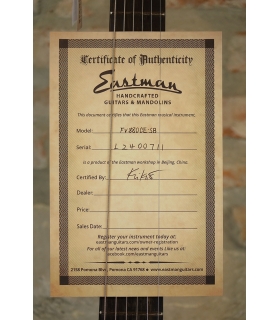 Certificate of Authenticity
Eastman
HANDCRAFTED
GUITARS & MANDOLINS
This document certifies that this Eastman musical instrument,
Model:
Serial: L2400711
is a product of the Eastman workshop in Beijing, China.
Certified By:
Dealer:
Price:
Sales Date:
Register your instrument today at:
eastmanguitars.com/owner-registration
For all of our latest news and events like us at:
facebook.com/eastmanguitars
2158 Pomona Blvd., Pomona CA 91768 • www.eastmanguitars.com